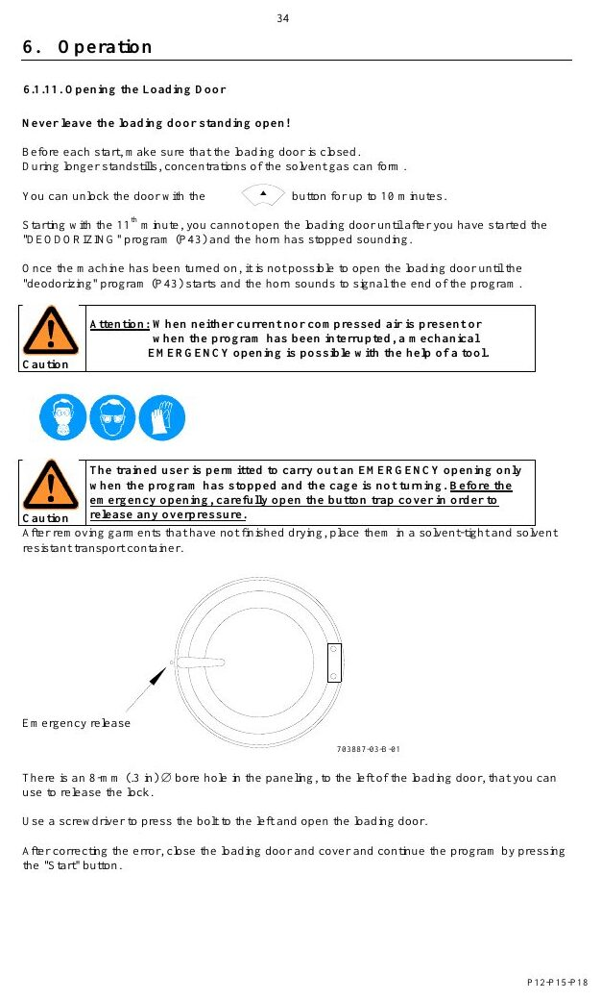 34
6. Operation
6.1.11. Opening the Loading Door
Never leave the loading door standing open!
Before each start, make sure that the loading door is closed.
During longer standstills, concentrations of the solvent gas can form.
You can unlock the door with the ▲ button for up to 10 minutes.
Starting with the 11th minute, you cannot open the loading door until after you have started the
"DEODORIZING" program (P43) and the horn has stopped sounding.
Once the machine has been turned on, it is not possible to open the loading door until the
"deodorizing" program (P43) starts and the horn sounds to signal the end of the program.
Attention: When neither current nor compressed air is present or
when the program has been interrupted, a mechanical
EMERGENCY opening is possible with the help of a tool.
Caution
The trained user is permitted to carry out an EMERGENCY opening only
when the program has stopped and the cage is not turning. Before the
emergency opening, carefully open the button trap cover in order to
release any overpressure.
Caution
After removing garments that have not finished drying, place them in a solvent-tight and solvent
resistant transport container.
Emergency release
703887-03-B-01
There is an 8-mm (.3 in) ∅ bore hole in the paneling, to the left of the loading door, that you can
use to release the lock.
Use a screwdriver to press the bolt to the left and open the loading door.
After correcting the error, close the loading door and cover and continue the program by pressing
the "Start" button.
P12-P15-P18